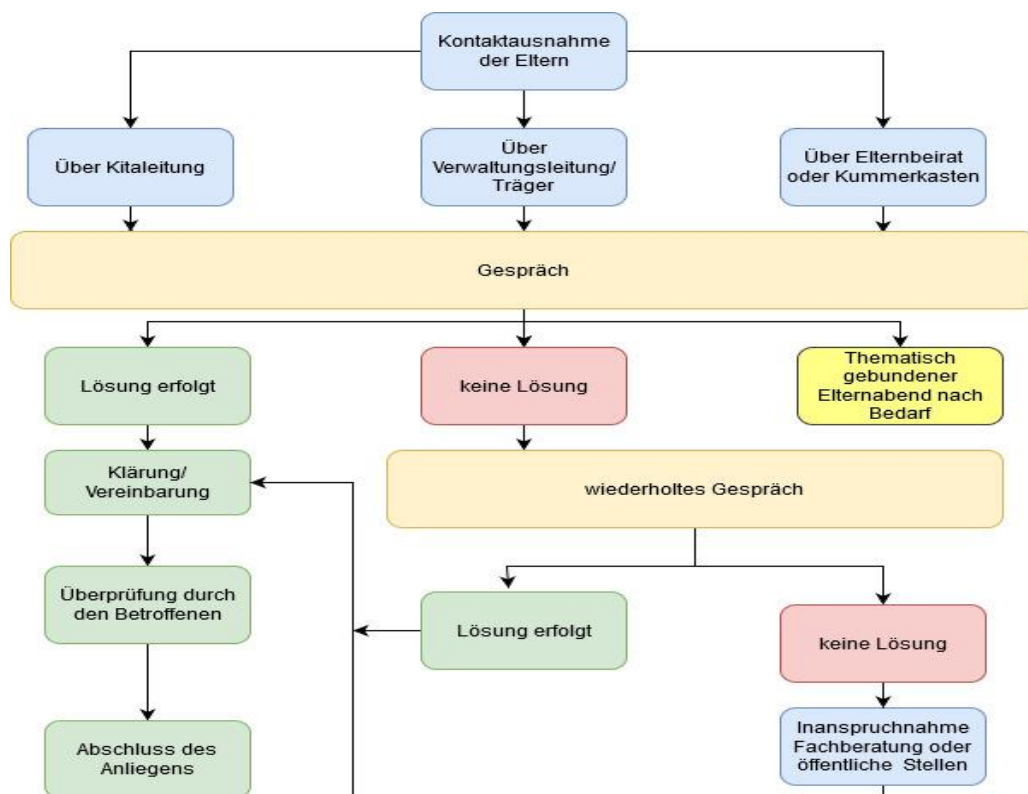 Kontaktausnahme
der Eltern
Über Kitaleitung
Über
Verwaltungsleitung/
Träger
Über Elternbeirat
oder Kummerkasten
Gespräch
Lösung erfolgt
keine Lösung
Thematisch
gebundener
Elternabend nach
Bedarf
Klärung/
Vereinbarung
wiederholtes Gespräch
Überprüfung durch
den Betroffenen
Lösung erfolgt
keine Lösung
Abschluss des
Anliegens
Inanspruchnahme
Fachberatung oder
öffentliche Stellen